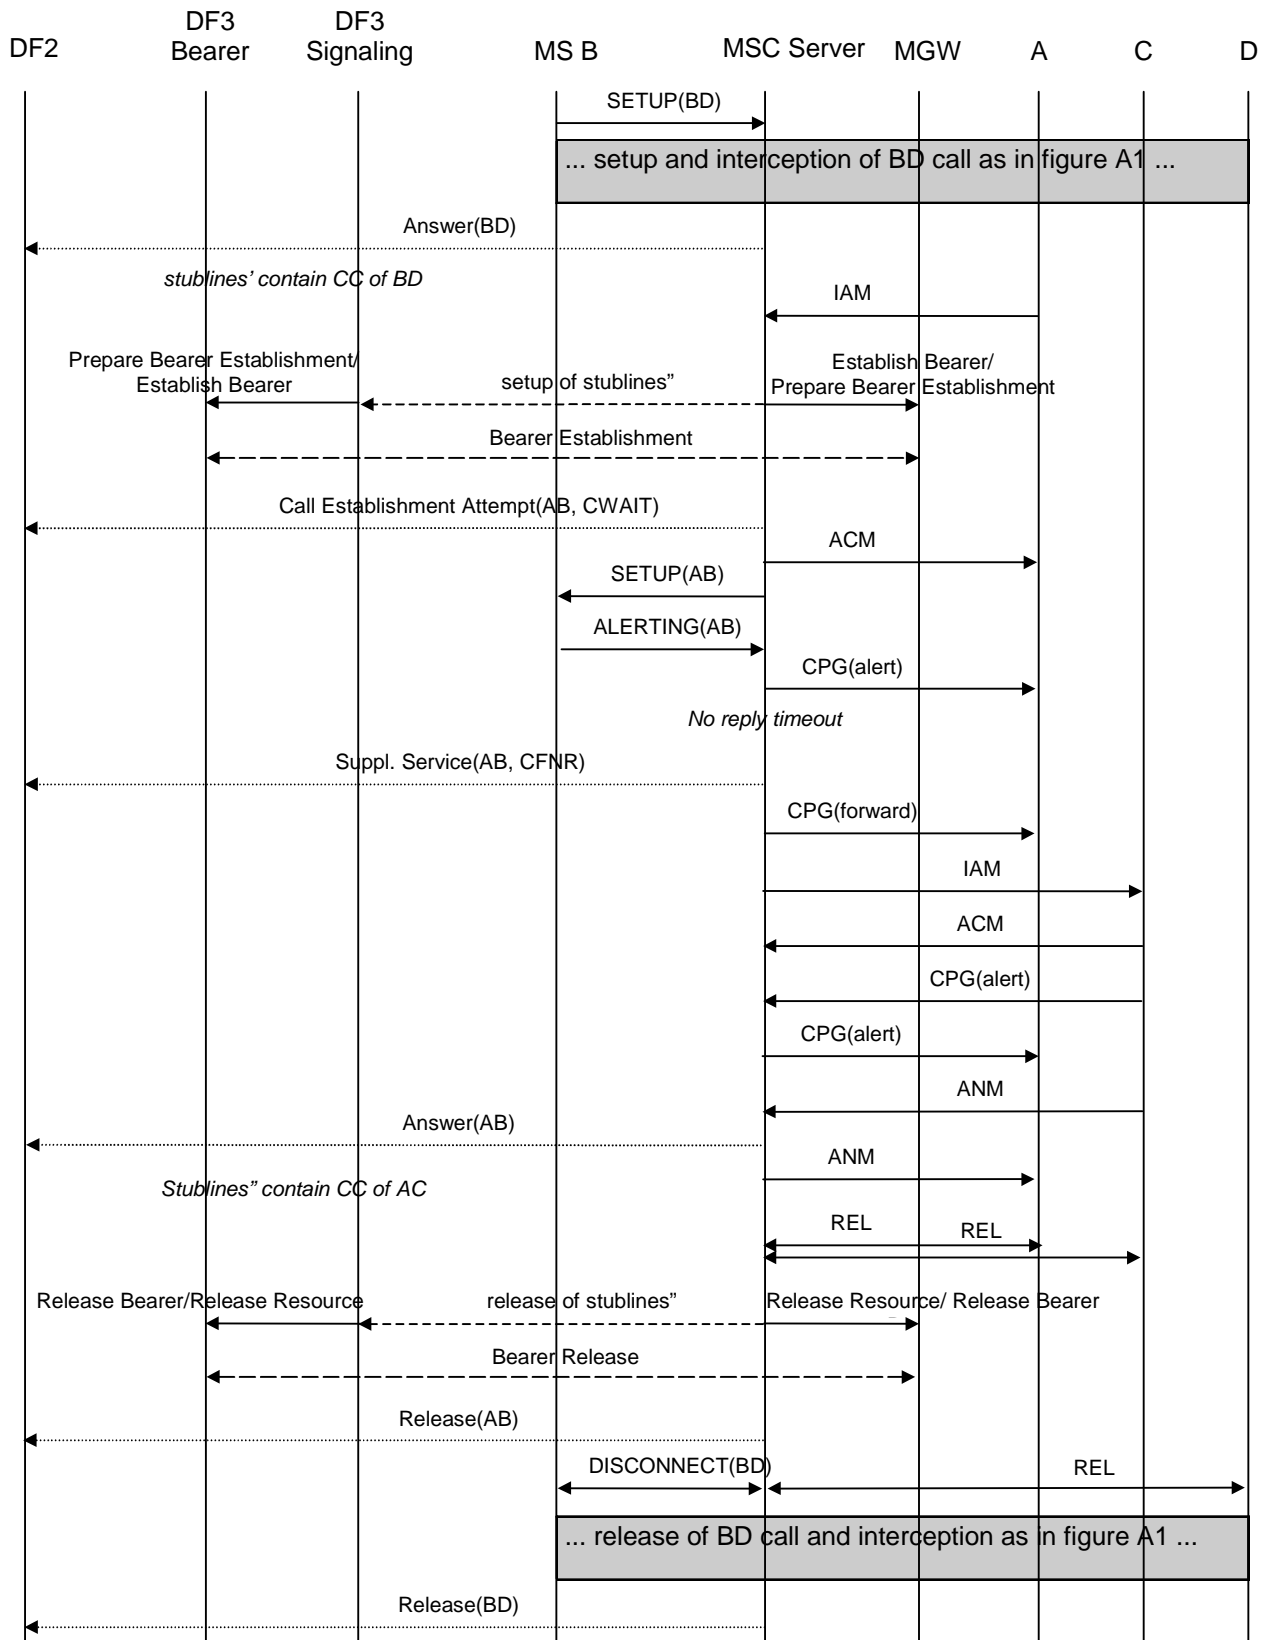 DF2
DF3
Bearer
DF3
Signaling
MS B
MSC Server
MGW
A
C
D
SETUP(BD)
... setup and interception of BD call as in figure A1 ...
Answer(BD)
stublines’ contain CC of BD
IAM
Prepare Bearer Establishment/
Establish Bearer
setup of stublines”
Establish Bearer/
Prepare Bearer Establishment
Bearer Establishment
Call Establishment Attempt(AB, CWAIT)
ACM
SETUP(AB)
ALERTING(AB)
CPG(alert)
No reply timeout
Suppl. Service(AB, CFNR)
CPG(forward)
IAM
ACM
CPG(alert)
CPG(alert)
ANM
Answer(AB)
ANM
Stublines” contain CC of AC
REL
REL
Release Bearer/Release Resource
release of stublines”
Release Resource/ Release Bearer
Bearer Release
Release(AB)
DISCONNECT(BD)
REL
... release of BD call and interception as in figure A1 ...
Release(BD)